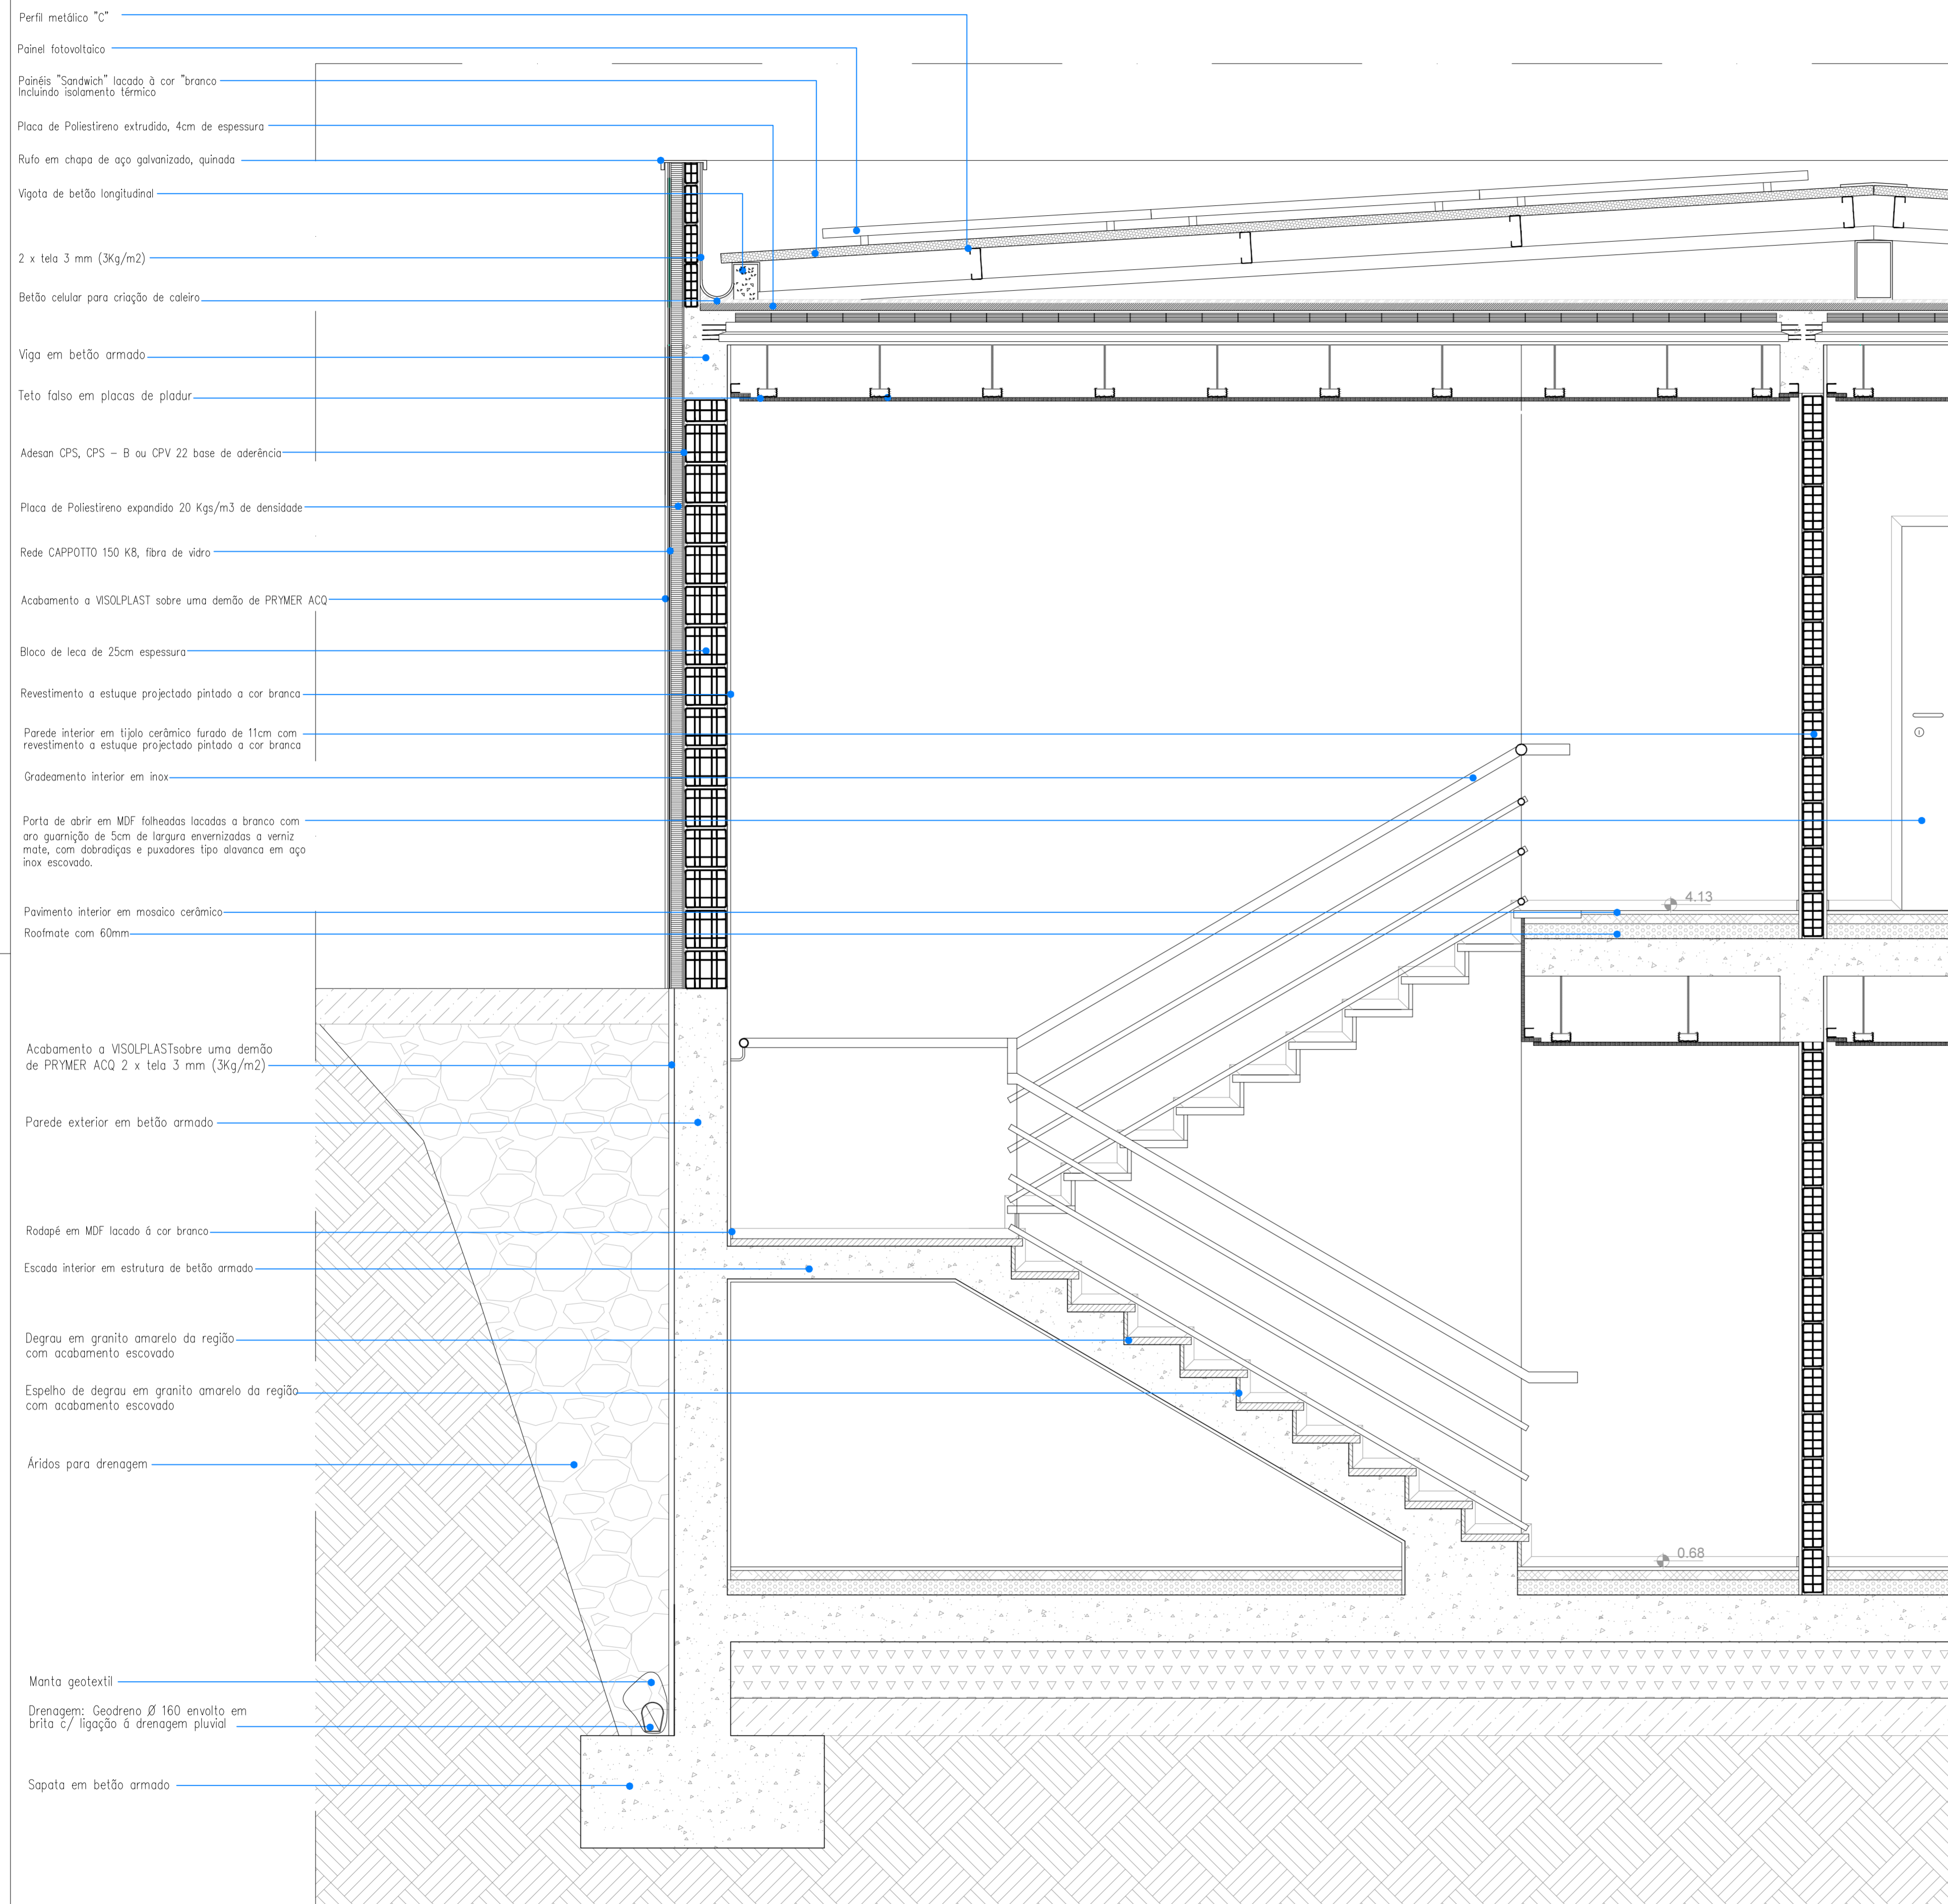 Perfil metálico "C"
Painel fotovoltaico
Painéis "Sandwich" lacado à cor "branco
Incluindo isolamento térmico
Placa de Poliestireno extrudido, 4cm de espessura
Rufo em chapa de aço galvanizado, quinada
Vigota de betão longitudinal
2 x tela 3 mm (3Kg/m2)
Betão celular para criação de caleiro
Viga em betão armado
Teto falso em placas de pladur
Adesan CPS, CPS - B ou CPV 22 base de aderência
Placa de Poliestireno expandido 20 Kgs/m3 de densidade
Rede CAPPOTTO 150 K8, fibra de vidro
Acabamento a VISOLPLAST sobre uma demão de PRYMER ACQ
Bloco de leca de 25cm espessura
Revestimento a estuque projectado pintado a cor branca
Parede interior em tijolo cerâmico furado de 11cm com
revestimento a estuque projectado pintado a cor branca
Gradeamento interior em inox
Porta de abrir em MDF folheadas lacadas a branco com
aro guarnição de 5cm de largura envernizadas a verniz
mate, com dobradiças e puxadores tipo alavanca em aço
inox escovado.
4.13
Pavimento interior em mosaico cerâmico
Roofmate com 60mm
Acabamento a VISOLPLASTsobre uma demão
de PRYMER ACQ 2 x tela 3 mm (3Kg/m2)
Parede exterior em betão armado
Rodapé em MDF lacado á cor branco
Escada interior em estrutura de betão armado
Degrau em granito amarelo da região
com acabamento escovado
Espelho de degrau em granito amarelo da região
com acabamento escovado
Áridos para drenagem
0.68
Manta geotextil
Drenagem: Geodreno Ø 160 envolto em
brita c/ ligação á drenagem pluvial
Sapata em betão armado